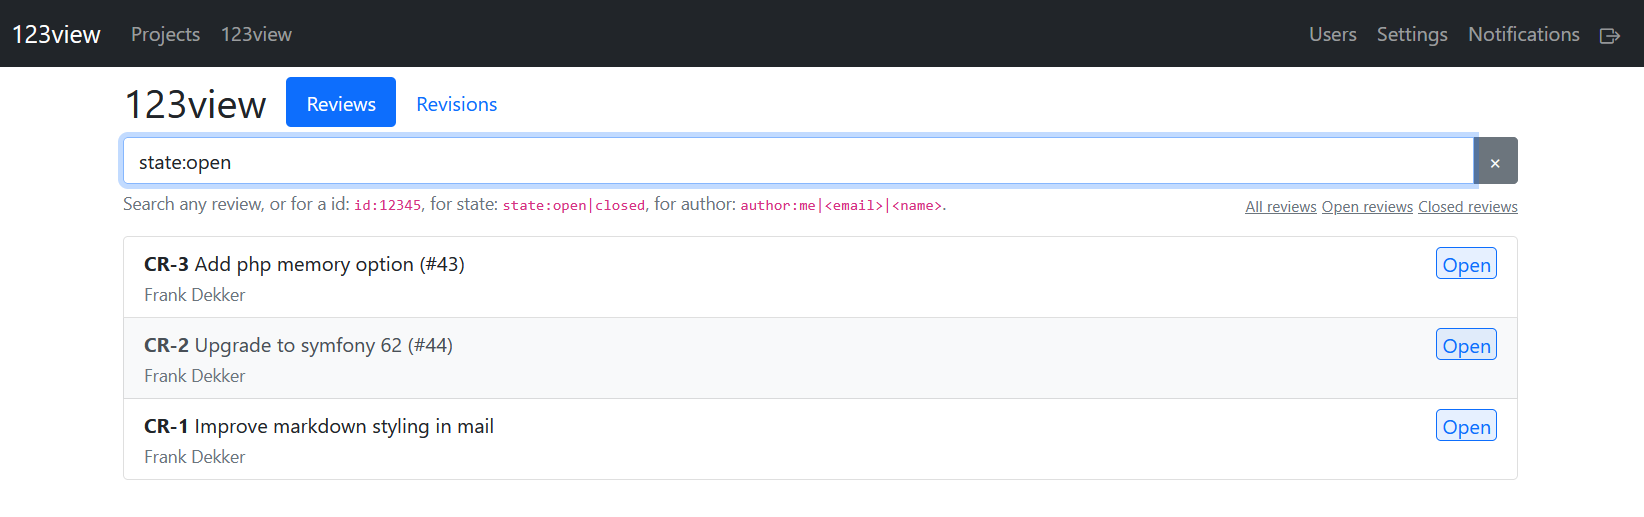 123view Projects 123view Users Settings Notifications
123view Reviews Revisions
state:open ×
Search any review, or for a id: id:12345, for state: state:open|closed, for author: author:me|<email>|<name>.
All reviews Open reviews Closed reviews
CR-3 Add php memory option (#43) Open
Frank Dekker
CR-2 Upgrade to symfony 62 (#44) Open
Frank Dekker
CR-1 Improve markdown styling in mail Open
Frank Dekker